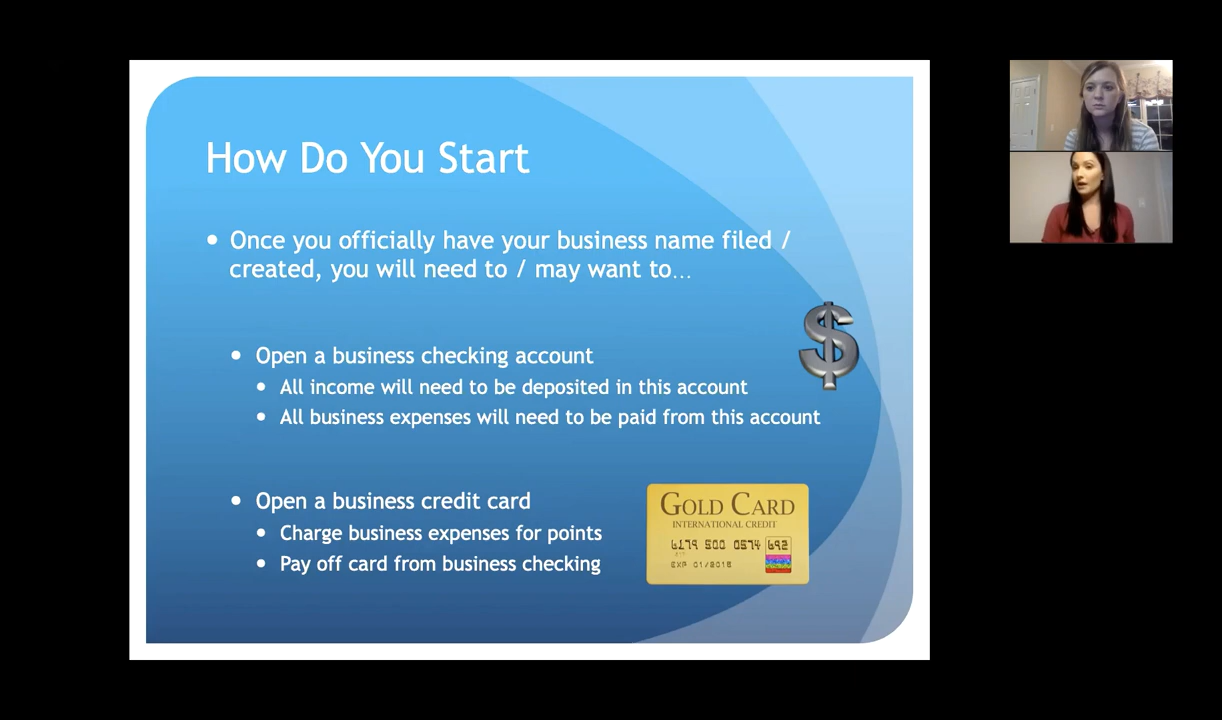 How Do You Start
Once you officially have your business name filed /
created, you will need to / may want to...
Open a business checking account
All income will need to be deposited in this account
All business expenses will need to be paid from this account
Open a business credit card
Charge business expenses for points
Pay off card from business checking
GOLD CARD
INTERNATIONAL CREDIT
6179 500 0574 692
EXP 01/2016